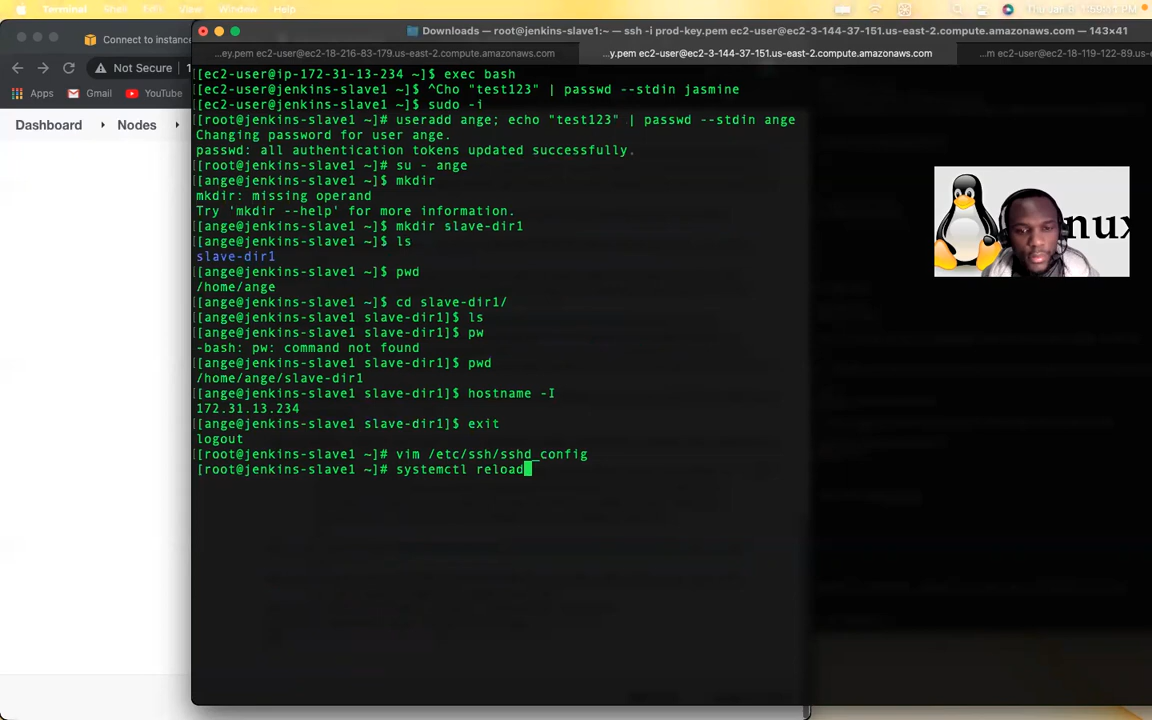 Terminal Shell Edit View Window Help Thu Jan 6 1:59:11 PM
Downloads — root@jenkins-slave1:~ — ssh -i prod-key.pem ec2-user@ec2-3-144-37-151.us-east-2.compute.amazonaws.com — 143×41
Connect to instance
...ey.pem ec2-user@ec2-18-216-83-179.us-east-2.compute.amazonaws.com
...y.pem ec2-user@ec2-3-144-37-151.us-east-2.compute.amazonaws.com
...m ec2-user@ec2-18-119-122-89.us-
Not Secure 1
Apps Gmail YouTube
Dashboard Nodes
[[ec2-user@ip-172-31-13-234 ~]$ exec bash
[[ec2-user@jenkins-slave1 ~]$ ^Cho "test123" | passwd --stdin jasmine
[[ec2-user@jenkins-slave1 ~]$ sudo -i
[[root@jenkins-slave1 ~]# useradd ange; echo "test123" | passwd --stdin ange
Changing password for user ange.
passwd: all authentication tokens updated successfully.
[[root@jenkins-slave1 ~]# su - ange
[[ange@jenkins-slave1 ~]$ mkdir
mkdir: missing operand
Try 'mkdir --help' for more information.
[[ange@jenkins-slave1 ~]$ mkdir slave-dir1
[[ange@jenkins-slave1 ~]$ ls
slave-dir1
[[ange@jenkins-slave1 ~]$ pwd
/home/ange
[[ange@jenkins-slave1 ~]$ cd slave-dir1/
[[ange@jenkins-slave1 slave-dir1]$ ls
[[ange@jenkins-slave1 slave-dir1]$ pw
-bash: pw: command not found
[[ange@jenkins-slave1 slave-dir1]$ pwd
/home/ange/slave-dir1
[[ange@jenkins-slave1 slave-dir1]$ hostname -I
172.31.13.234
[[ange@jenkins-slave1 slave-dir1]$ exit
logout
[[root@jenkins-slave1 ~]# vim /etc/ssh/sshd_config
[root@jenkins-slave1 ~]# systemctl reload
nux